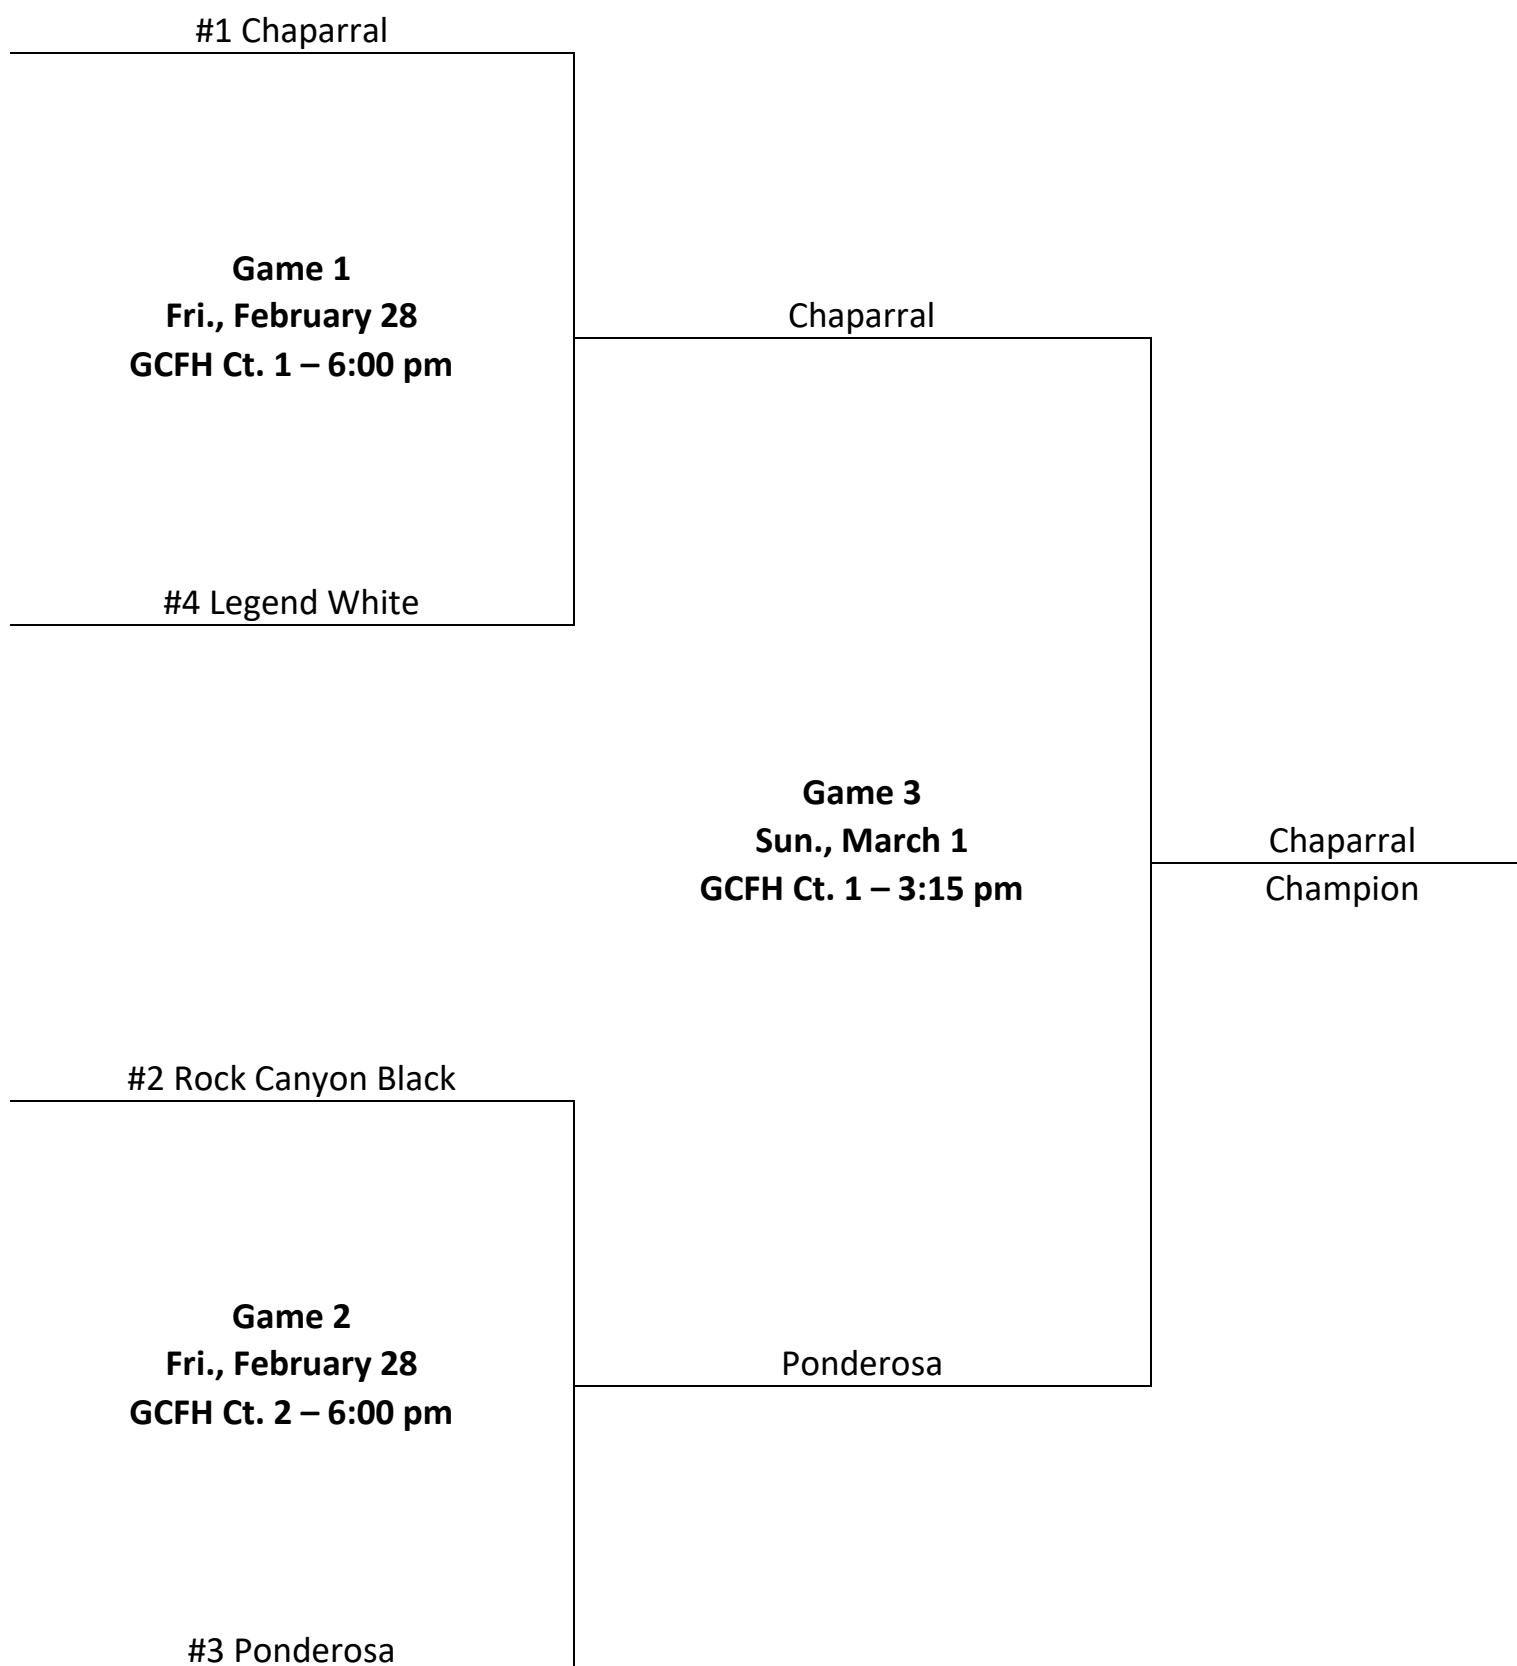 #1 Chaparral
Game 1
Fri., February 28
GCFH Ct. 1 – 6:00 pm
Chaparral
#4 Legend White
Game 3
Sun., March 1
GCFH Ct. 1 – 3:15 pm
Chaparral
Champion
#2 Rock Canyon Black
Game 2
Fri., February 28
GCFH Ct. 2 – 6:00 pm
Ponderosa
#3 Ponderosa